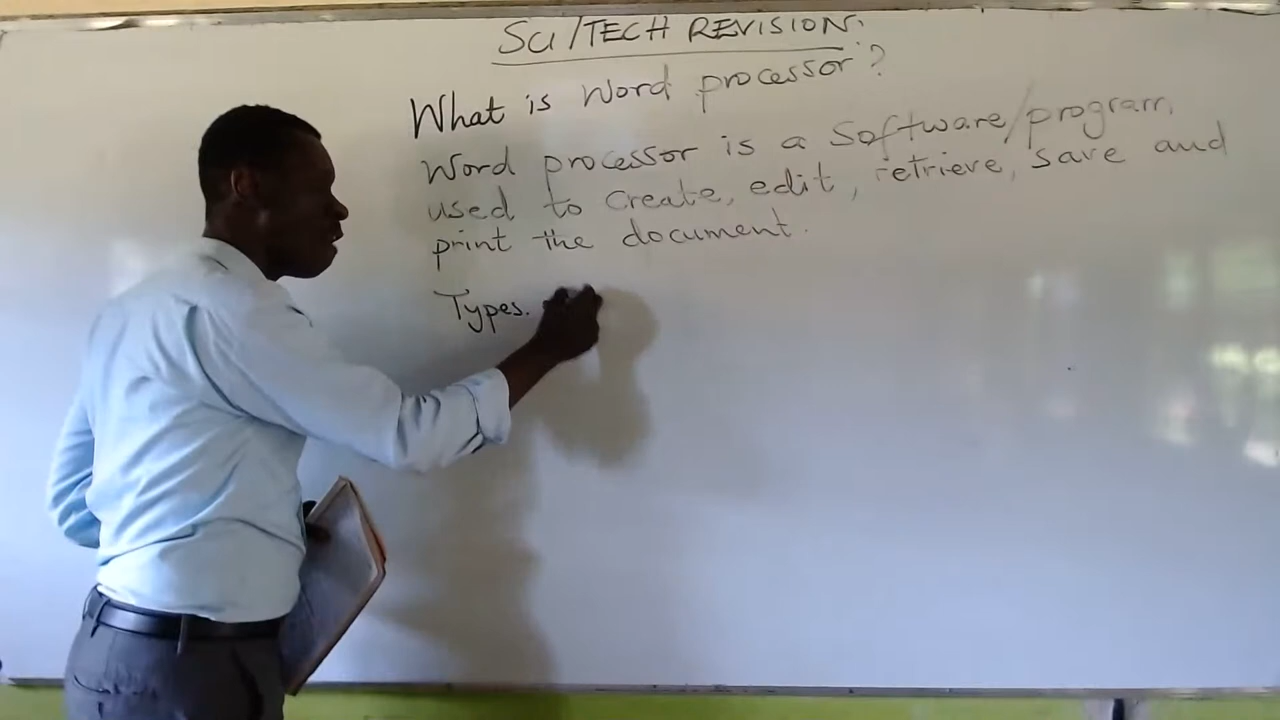 SCI/TECH REVISION.
What is Word processor?
Word processor is a Software/program,
used to create, edit, retrieve, save and
print the document.
Types.